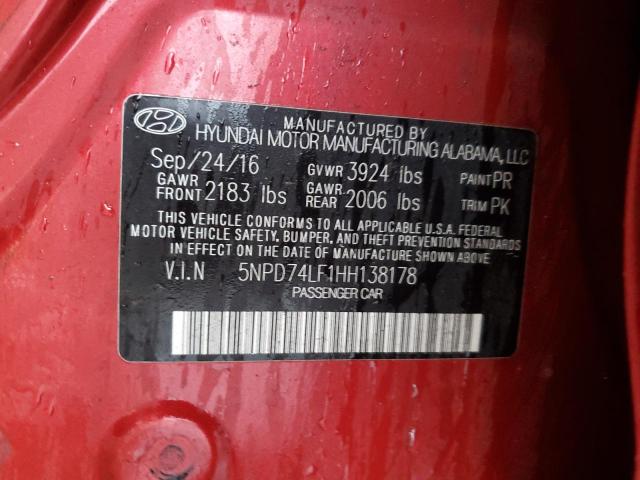 MANUFACTURED BY
HYUNDAI MOTOR MANUFACTURING ALABAMA, LLC
Sep/24/16 GVWR 3924 lbs PAINT PR
GAWR FRONT 2183 lbs GAWR REAR 2006 lbs TRIM PK
THIS VEHICLE CONFORMS TO ALL APPLICABLE U.S.A. FEDERAL
MOTOR VEHICLE SAFETY, BUMPER, AND THEFT PREVENTION STANDARDS
IN EFFECT ON THE DATE OF MANUFACTURE SHOWN ABOVE.
V.I.N 5NPD74LF1HH138178
PASSENGER CAR